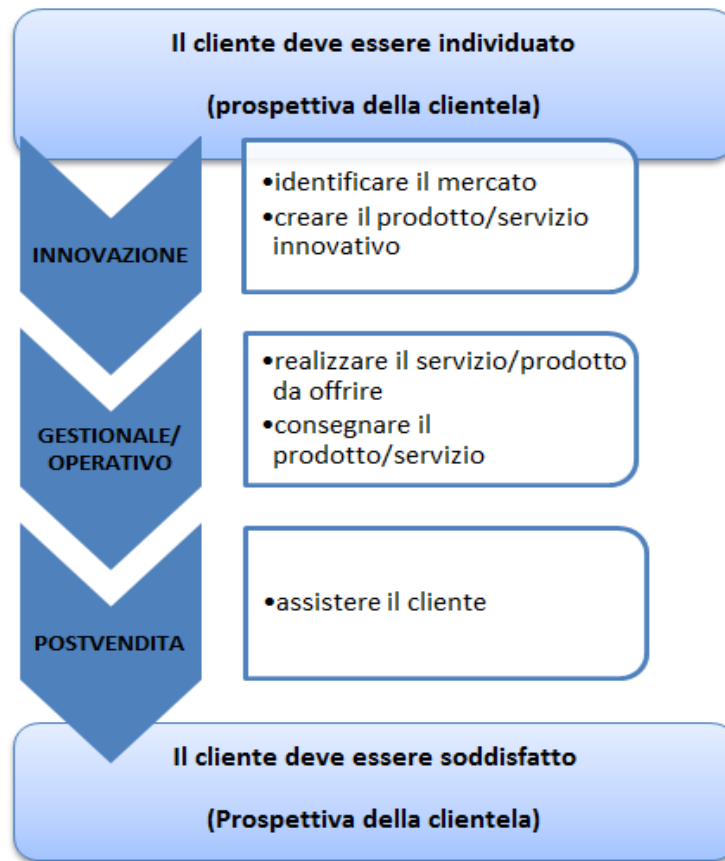 Il cliente deve essere individuato
(prospettiva della clientela)
INNOVAZIONE
•identificare il mercato
•creare il prodotto/servizio
innovativo
GESTIONALE/
OPERATIVO
•realizzare il servizio/prodotto
da offrire
•consegnare il
prodotto/servizio
POSTVENDITA
•assistere il cliente
Il cliente deve essere soddisfatto
(Prospettiva della clientela)